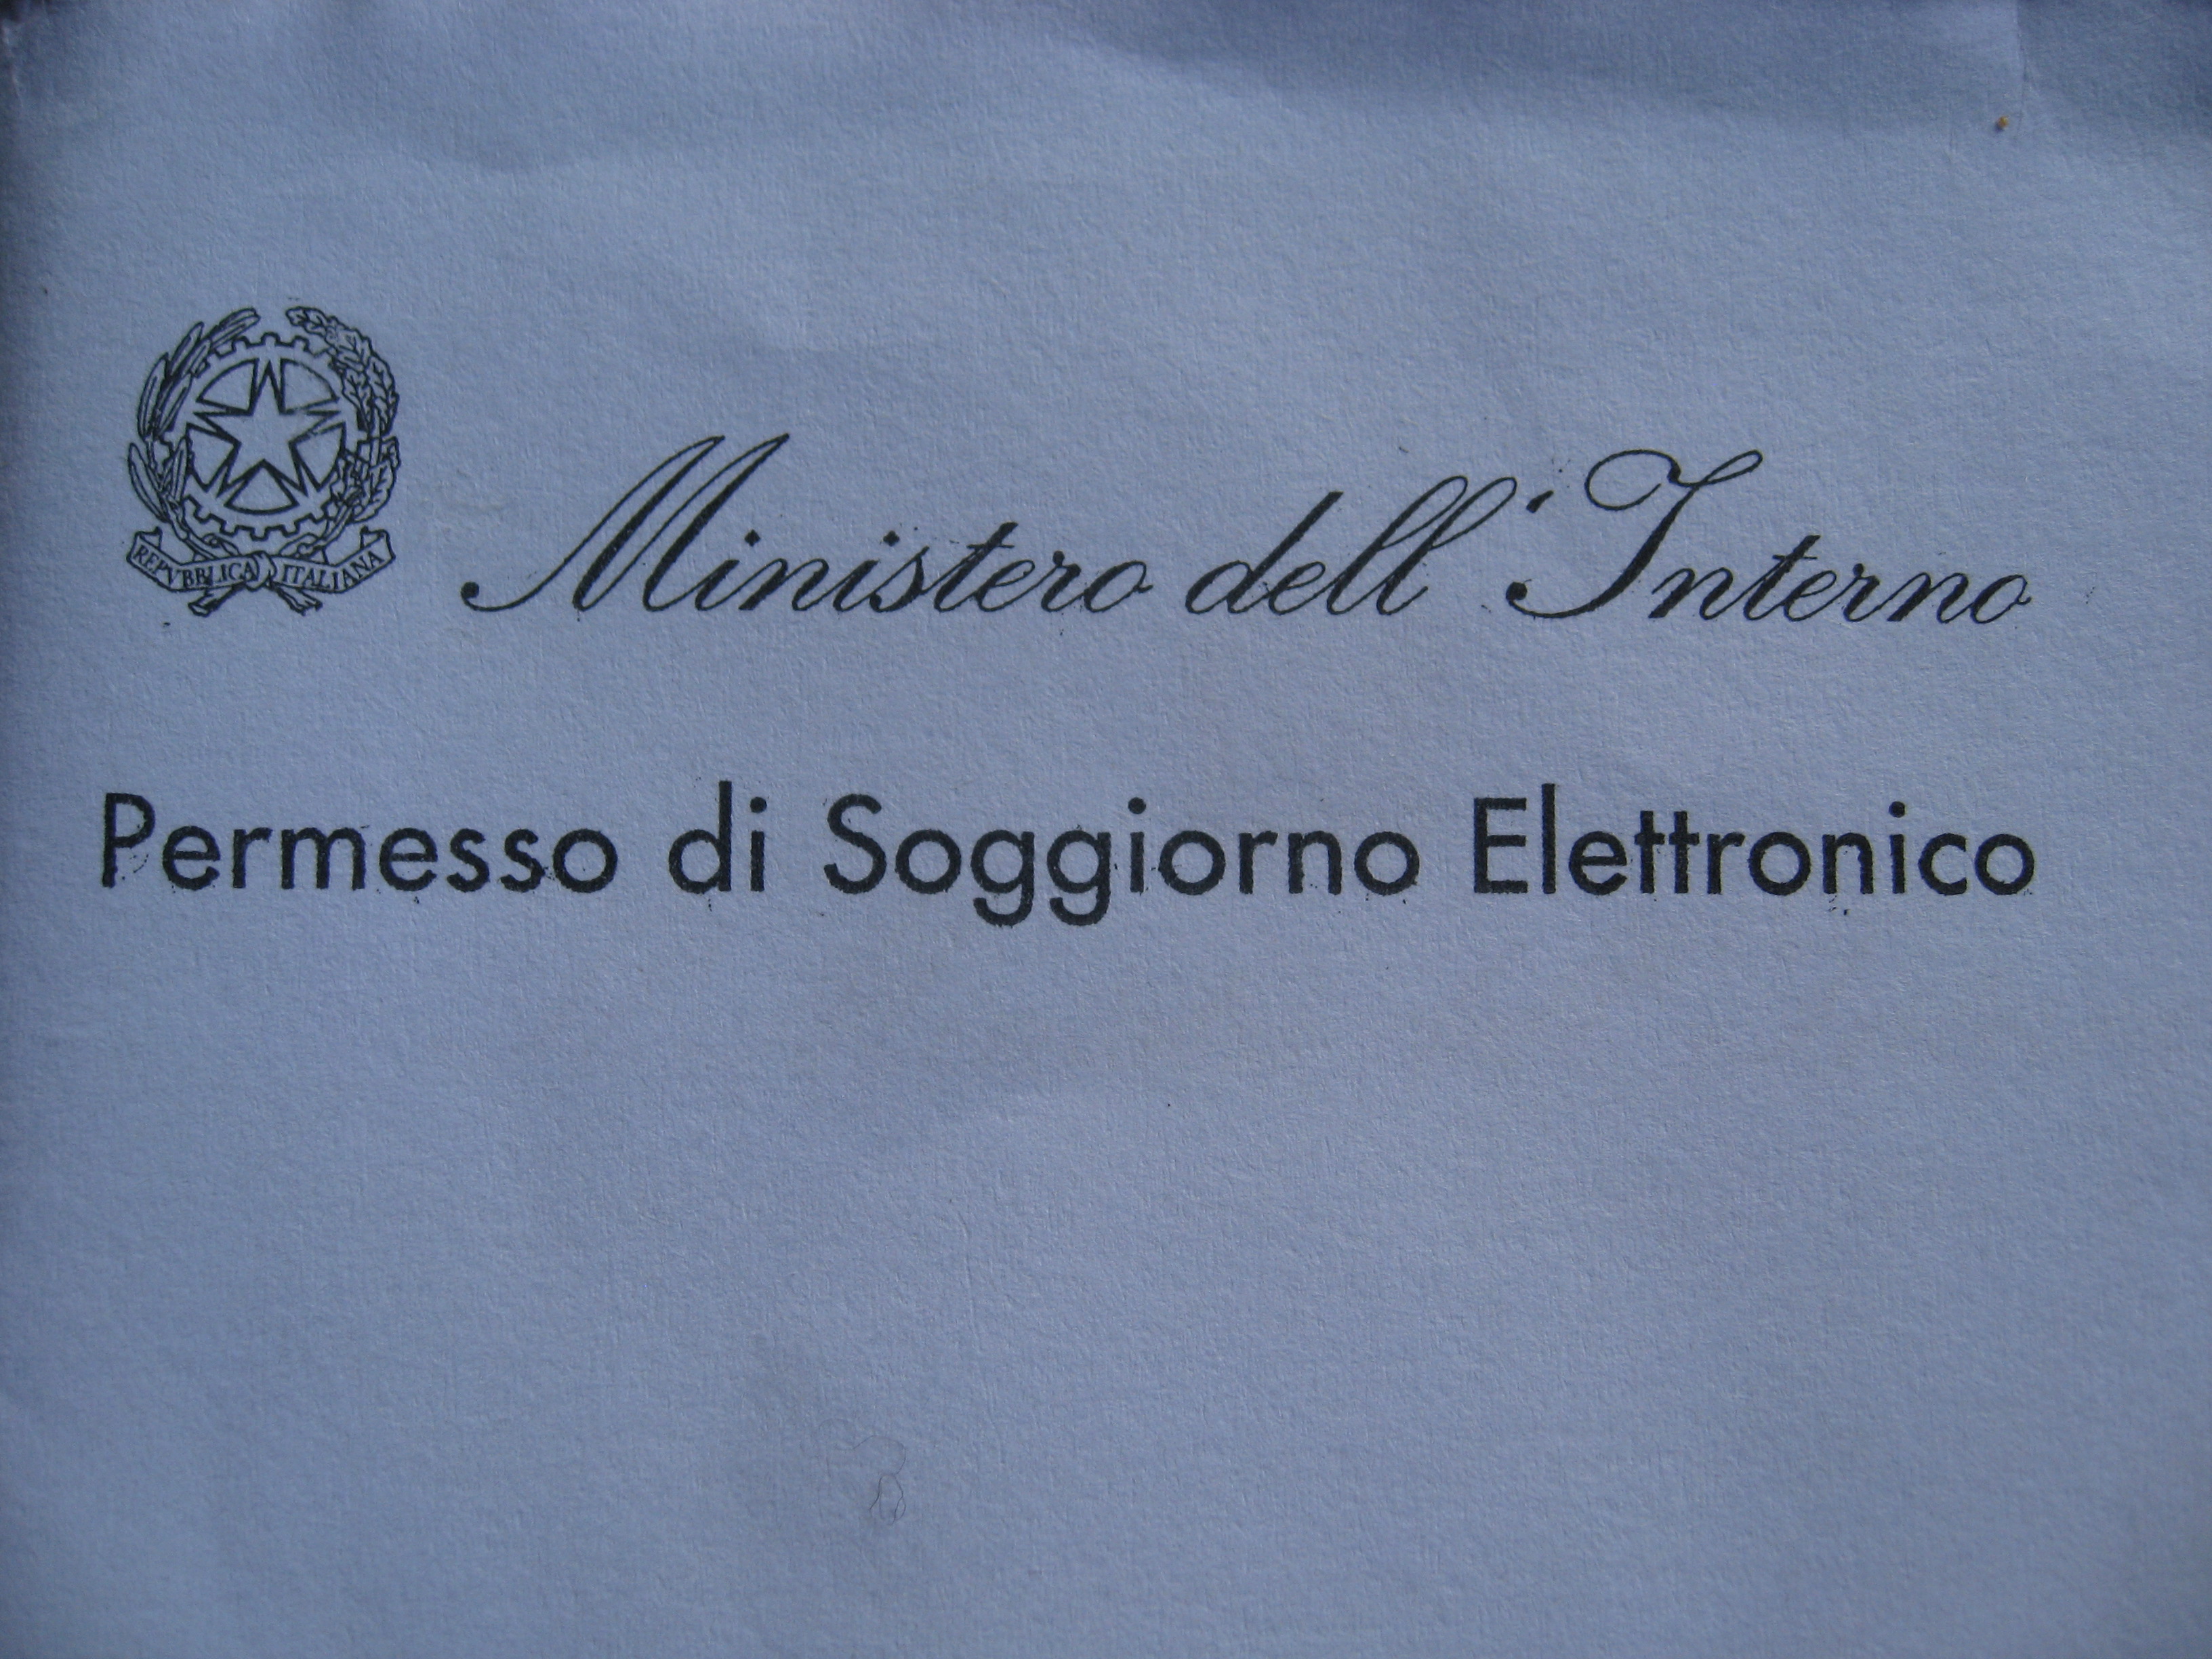 REPVBBLICA ITALIANA
Ministero dell'Interno
Permesso di Soggiorno Elettronico